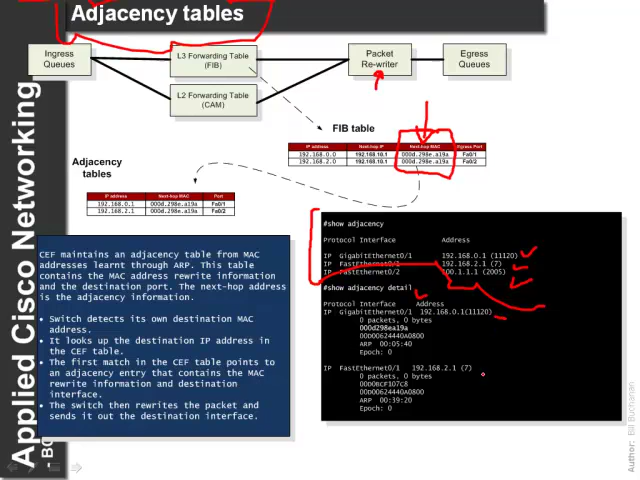 Adjacency tables
Ingress
Queues
L3 Forwarding Table
(FIB)
L2 Forwarding Table
(CAM)
Packet
Re-writer
Egress
Queues
FIB table
IP address Next-hop IP Next-hop MAC Egress Port
192.168.0.0 192.168.10.1 000d.298e.a19a Fa0/1
192.168.2.0 192.168.10.1 000d.298e.a19a Fa0/2
Adjacency
tables
IP address Next-hop MAC Port
192.168.0.1 000d.298e.a19a Fa0/1
192.168.2.1 000d.298e.a19a Fa0/2
CEF maintains an adjacency table from MAC
addresses learnt through ARP. This table
contains the MAC address rewrite information
and the destination port. The next-hop address
is the adjacency information.
• Switch detects its own destination MAC
address.
• It looks up the destination IP address in
the CEF table.
• The first match in the CEF table points to
an adjacency entry that contains the MAC
rewrite information and destination
interface.
• The switch then rewrites the packet and
sends it out the destination interface.
#show adjacency
Protocol Interface Address
IP GigabitEthernet0/1 192.168.0.1 (11120)
IP FastEthernet0/1 192.168.2.1 (7)
IP FastEthernet0/2 100.1.1.1 (2005)
#show adjacency detail
Protocol Interface Address
IP GigabitEthernet0/1 192.168.0.1(11120)
0 packets, 0 bytes
000d298ea19a
00b00624440A0800
ARP 00:05:40
Epoch: 0
IP FastEthernet0/1 192.168.2.1 (7)
0 packets, 0 bytes
00b00624440A0800
ARP 00:39:20
Epoch: 0
Applied Cisco Networking
Author: Bill Buchanan